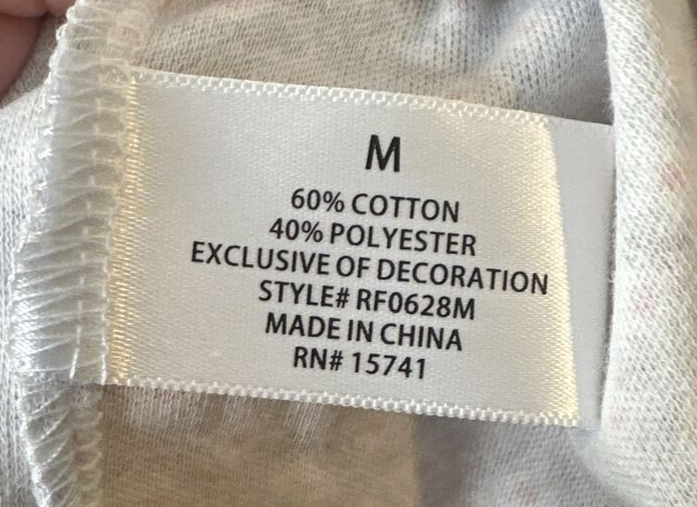 M
60% COTTON
40% POLYESTER
EXCLUSIVE OF DECORATION
STYLE# RF0628M
MADE IN CHINA
RN# 15741